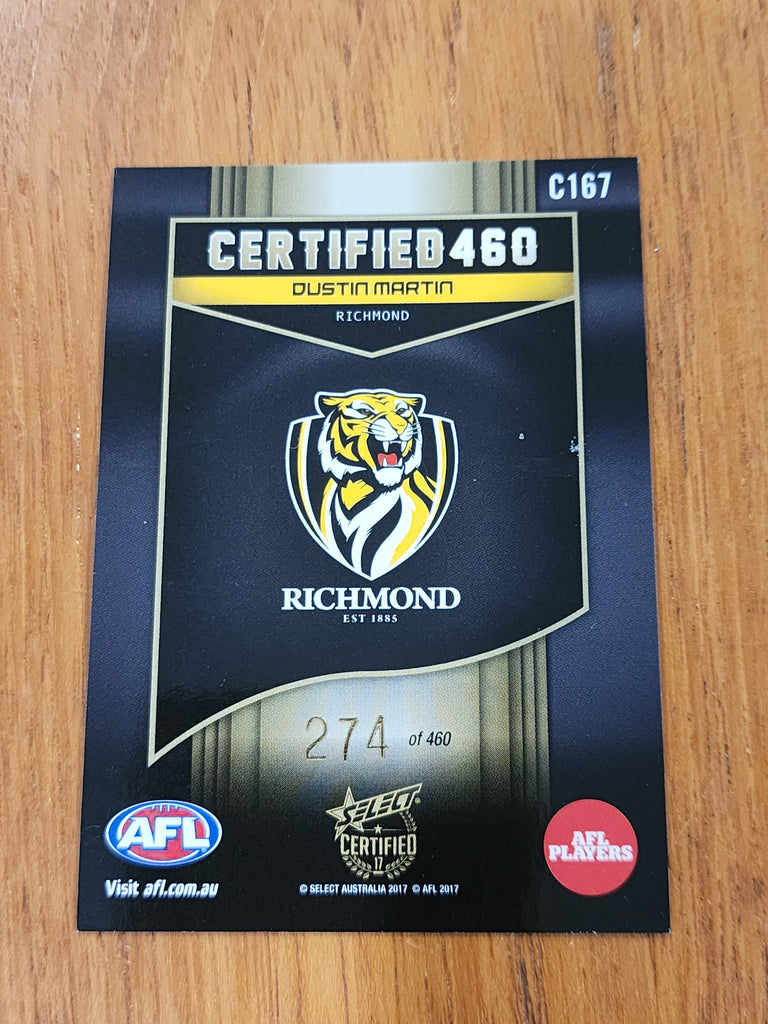 C167
CERTIFIED 460
DUSTIN MARTIN
RICHMOND
RICHMOND
EST 1885
274 of 460
SELECT
CERTIFIED
17
AFL
Visit afl.com.au
© SELECT AUSTRALIA 2017 © AFL 2017
AFL
PLAYERS